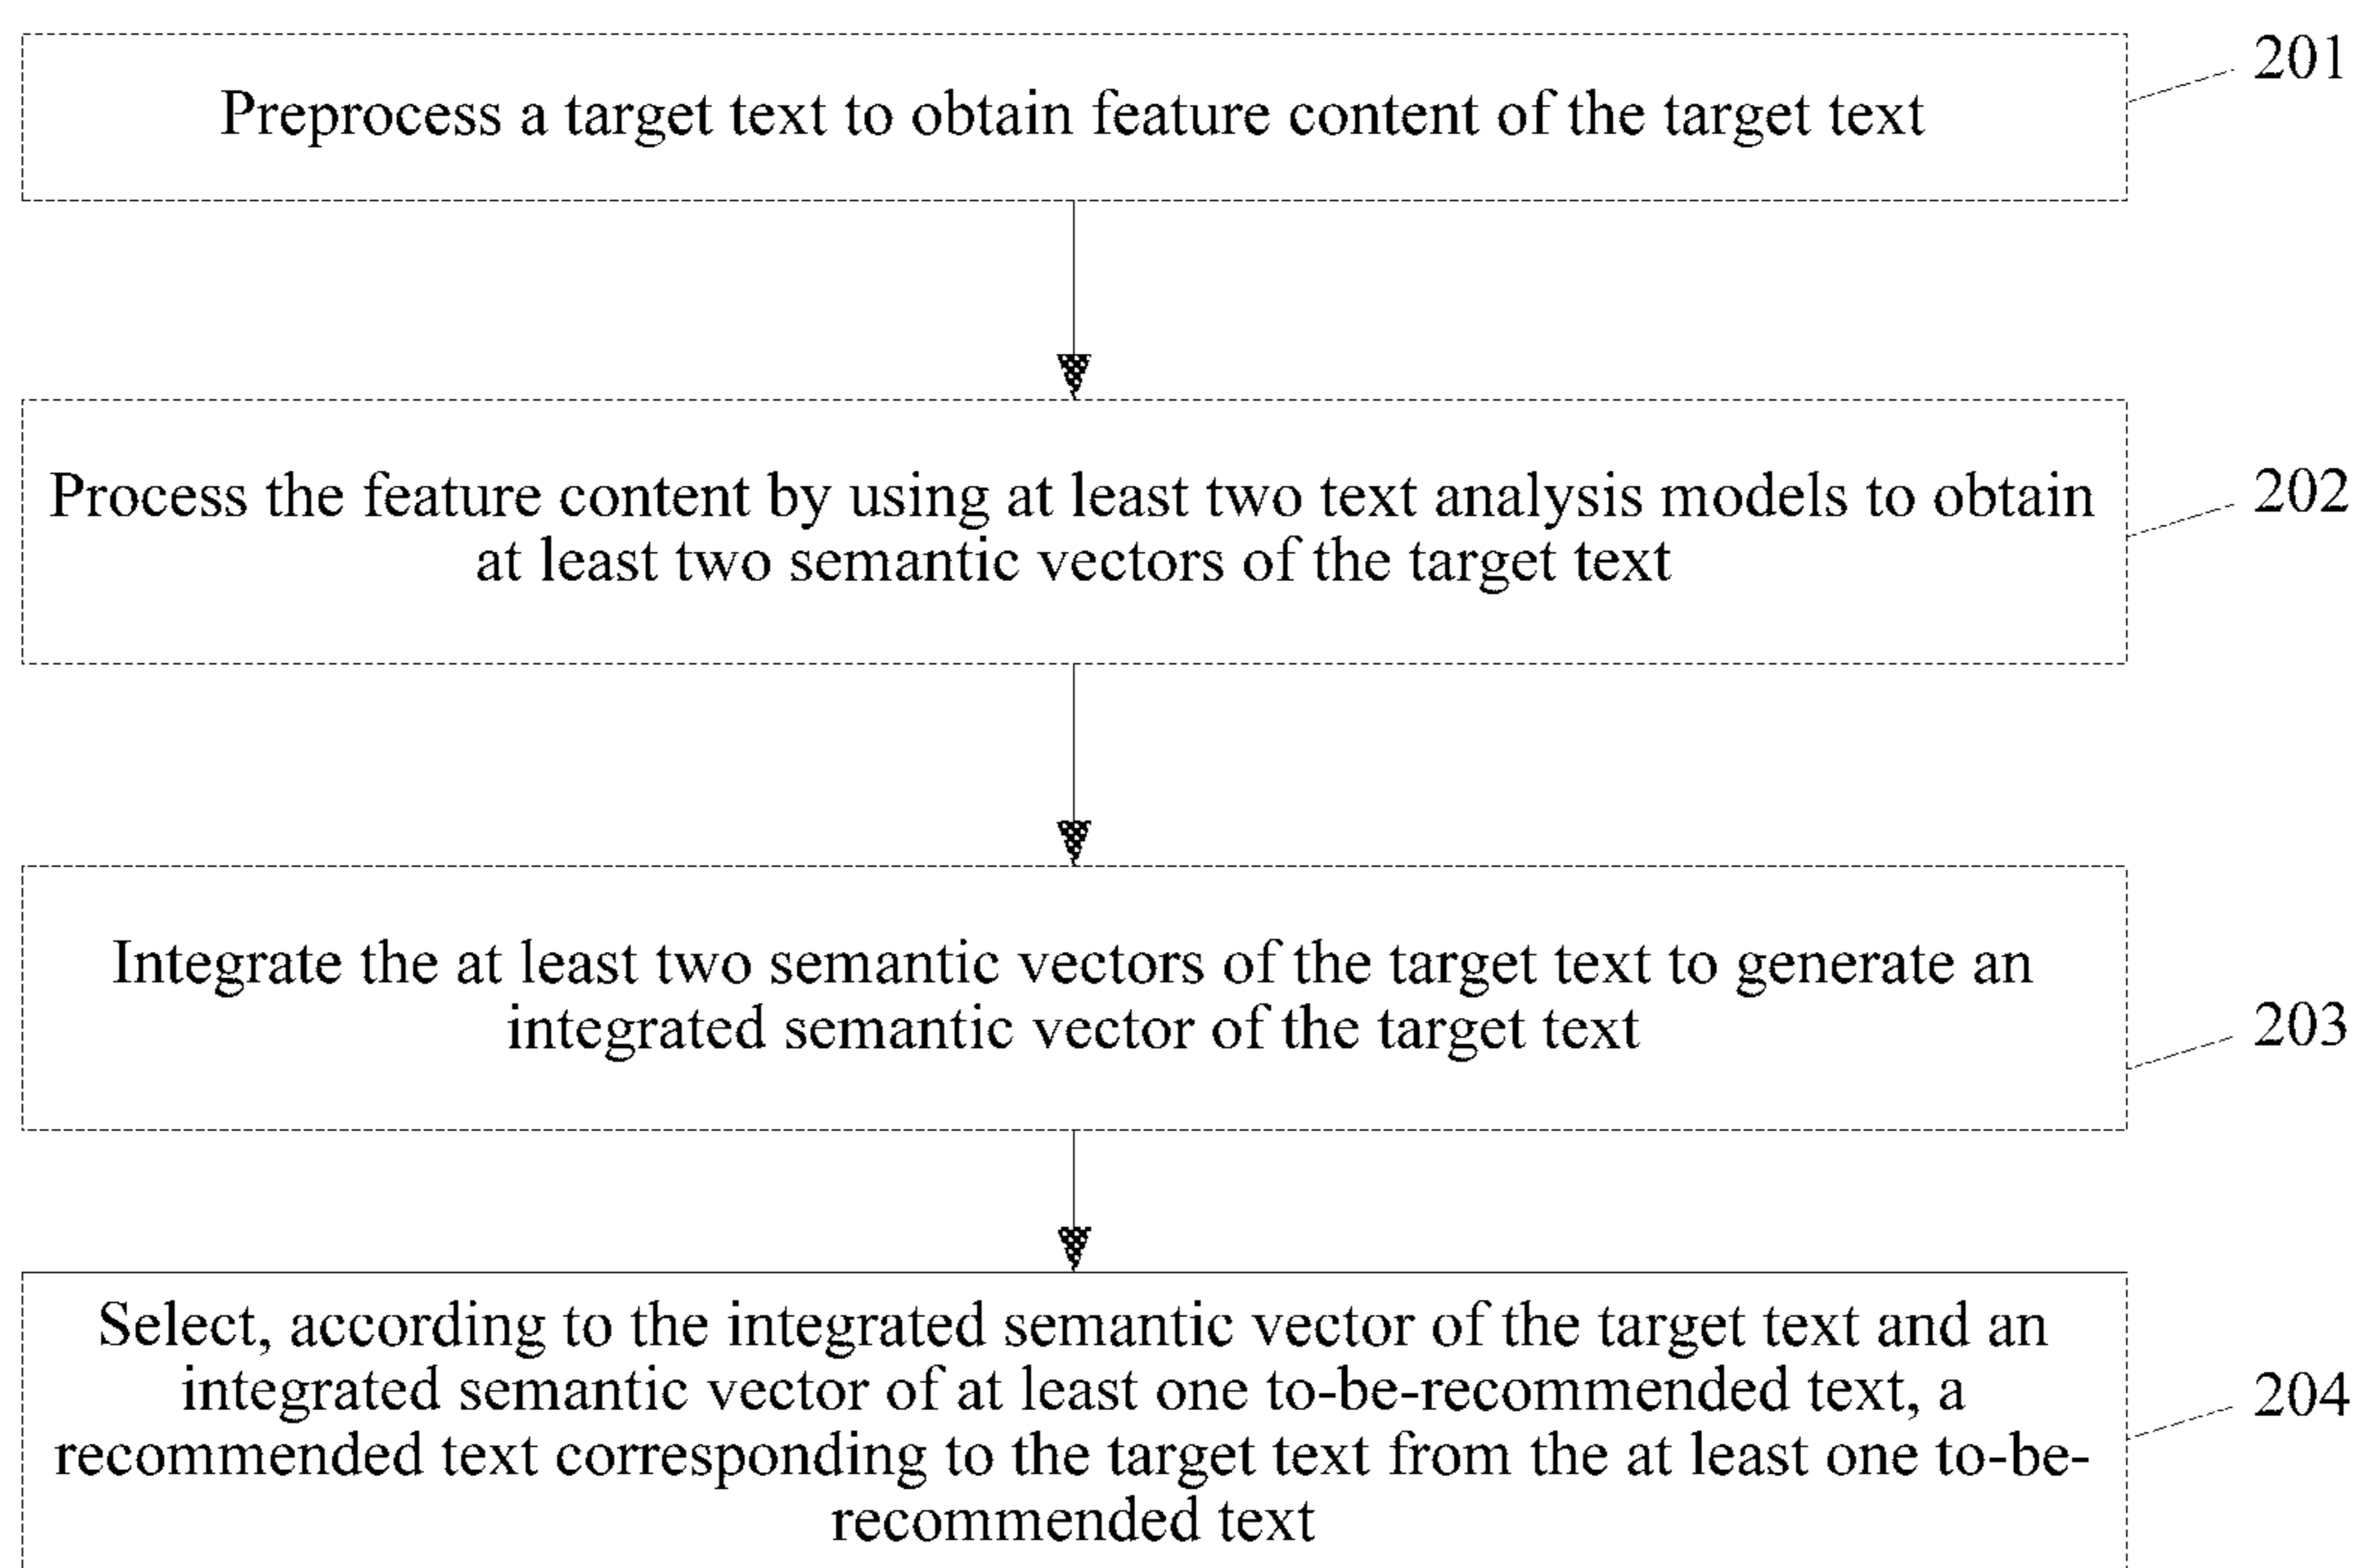 Preprocess a target text to obtain feature content of the target text
201
Process the feature content by using at least two text analysis models to obtain
at least two semantic vectors of the target text
202
Integrate the at least two semantic vectors of the target text to generate an
integrated semantic vector of the target text
203
Select, according to the integrated semantic vector of the target text and an
integrated semantic vector of at least one to-be-recommended text, a
recommended text corresponding to the target text from the at least one to-be-
recommended text
204